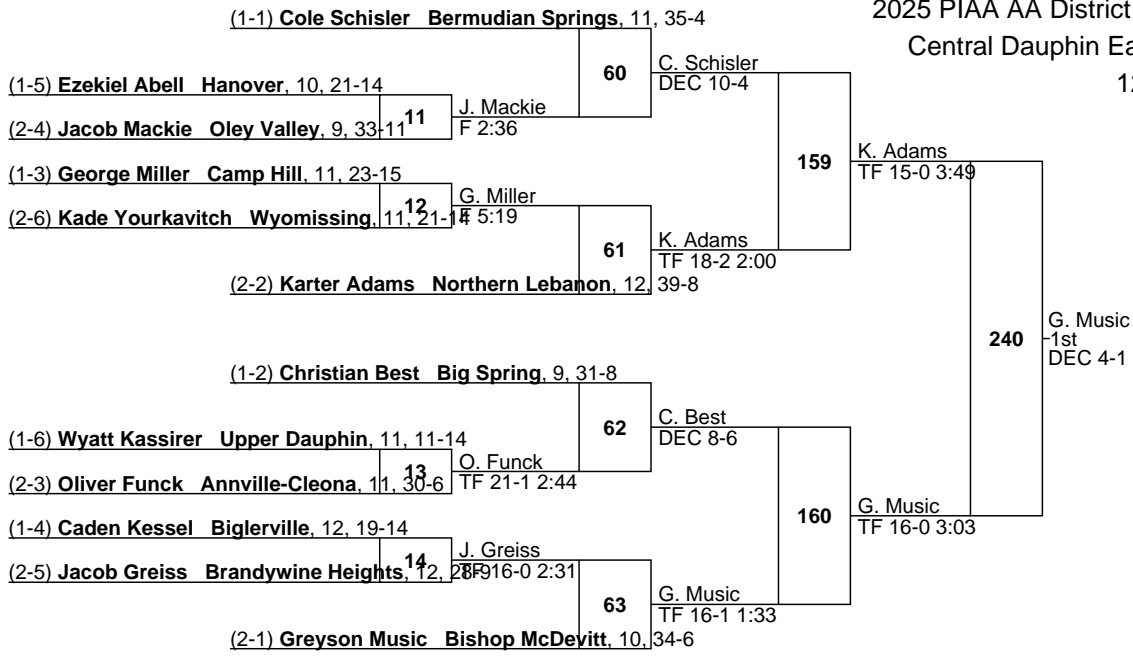 2025 PIAA AA District
Central Dauphin Ea
12
(1-1) Cole Schisler Bermudian Springs, 11, 35-4
60
C. Schisler
DEC 10-4
(1-5) Ezekiel Abell Hanover, 10, 21-14
11
J. Mackie
F 2:36
(2-4) Jacob Mackie Oley Valley, 9, 33-11
159
K. Adams
TF 15-0 3:49
(1-3) George Miller Camp Hill, 11, 23-15
12
G. Miller
F 5:19
(2-6) Kade Yourkavitch Wyomissing, 11, 21-14
61
K. Adams
TF 18-2 2:00
(2-2) Karter Adams Northern Lebanon, 12, 39-8
240
G. Music
1st
DEC 4-1
(1-2) Christian Best Big Spring, 9, 31-8
62
C. Best
DEC 8-6
(1-6) Wyatt Kassirer Upper Dauphin, 11, 11-14
13
O. Funck
TF 21-1 2:44
(2-3) Oliver Funck Annville-Cleona, 11, 30-6
160
G. Music
TF 16-0 3:03
(1-4) Caden Kessel Biglerville, 12, 19-14
14
J. Greiss
TF 16-0 2:31
(2-5) Jacob Greiss Brandywine Heights, 12, 28-9
63
G. Music
TF 16-1 1:33
(2-1) Greyson Music Bishop McDevitt, 10, 34-6